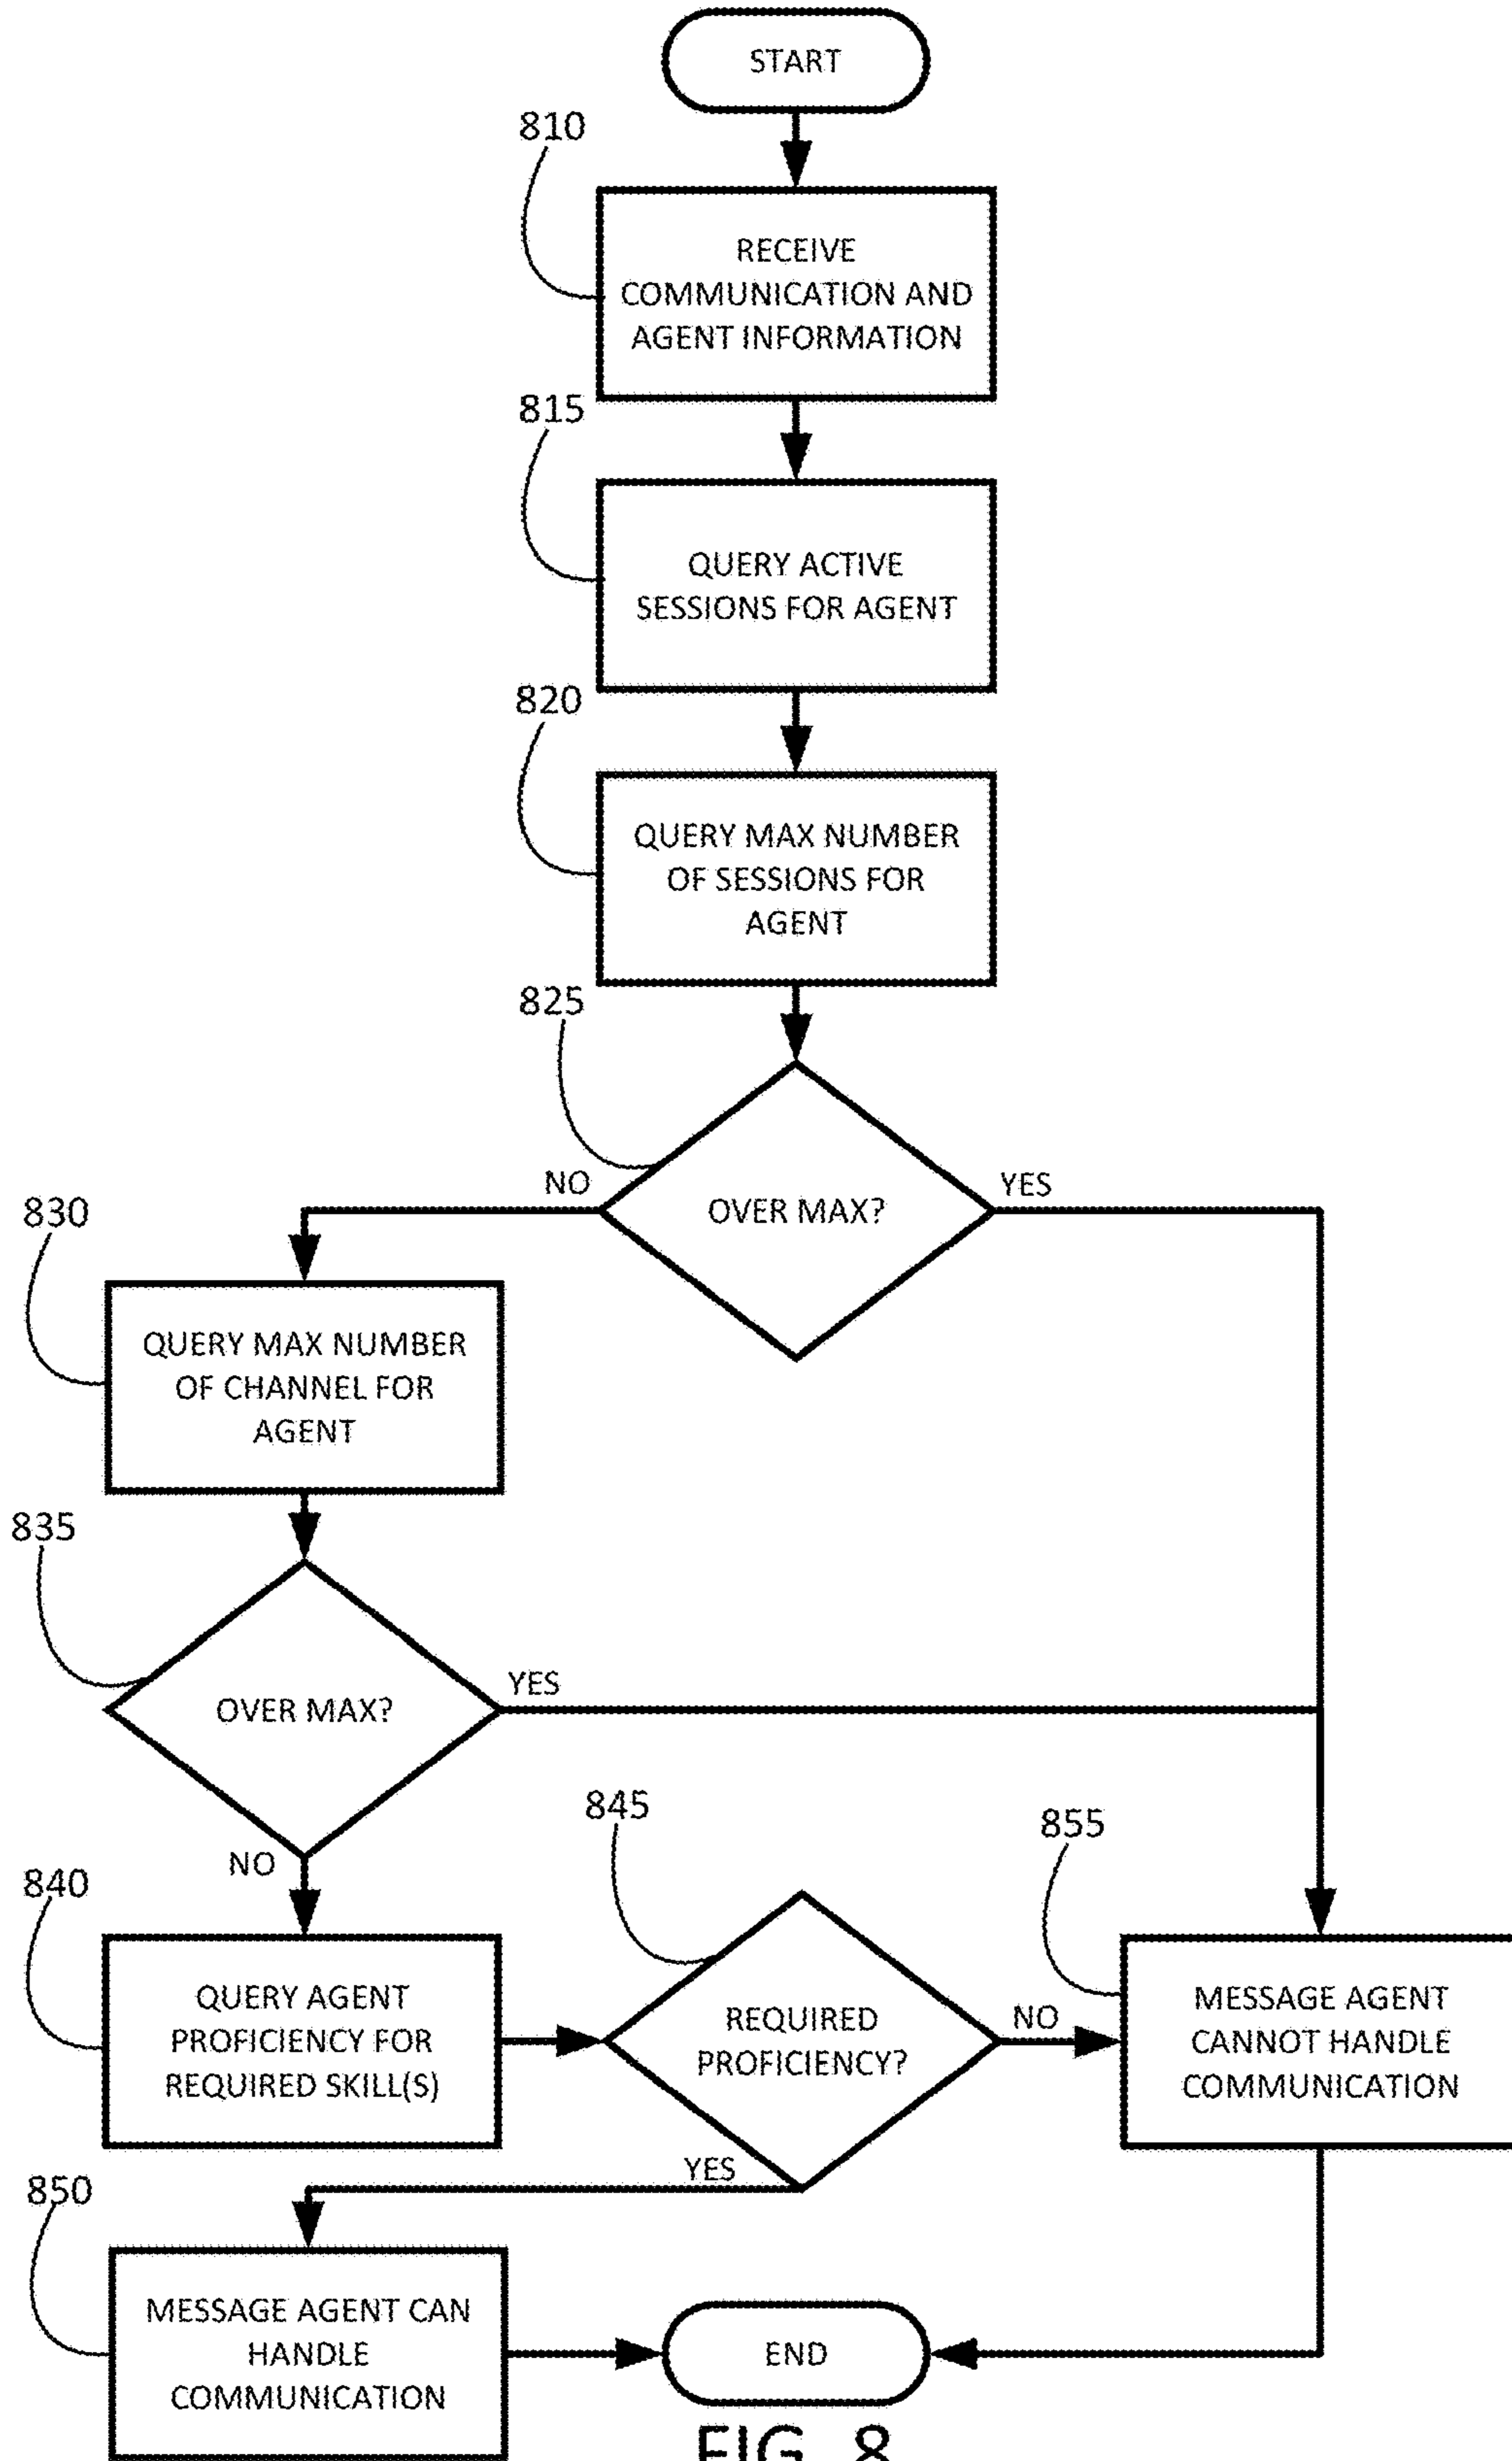 START
810
RECEIVE
COMMUNICATION AND
AGENT INFORMATION
815
QUERY ACTIVE
SESSIONS FOR AGENT
820
QUERY MAX NUMBER
OF SESSIONS FOR
AGENT
825
OVER MAX?
NO
YES
830
QUERY MAX NUMBER
OF CHANNEL FOR
AGENT
835
OVER MAX?
YES
NO
840
QUERY AGENT
PROFICIENCY FOR
REQUIRED SKILL(S)
845
REQUIRED
PROFICIENCY?
NO
YES
855
MESSAGE AGENT
CANNOT HANDLE
COMMUNICATION
850
MESSAGE AGENT CAN
HANDLE
COMMUNICATION
END
FIG. 8